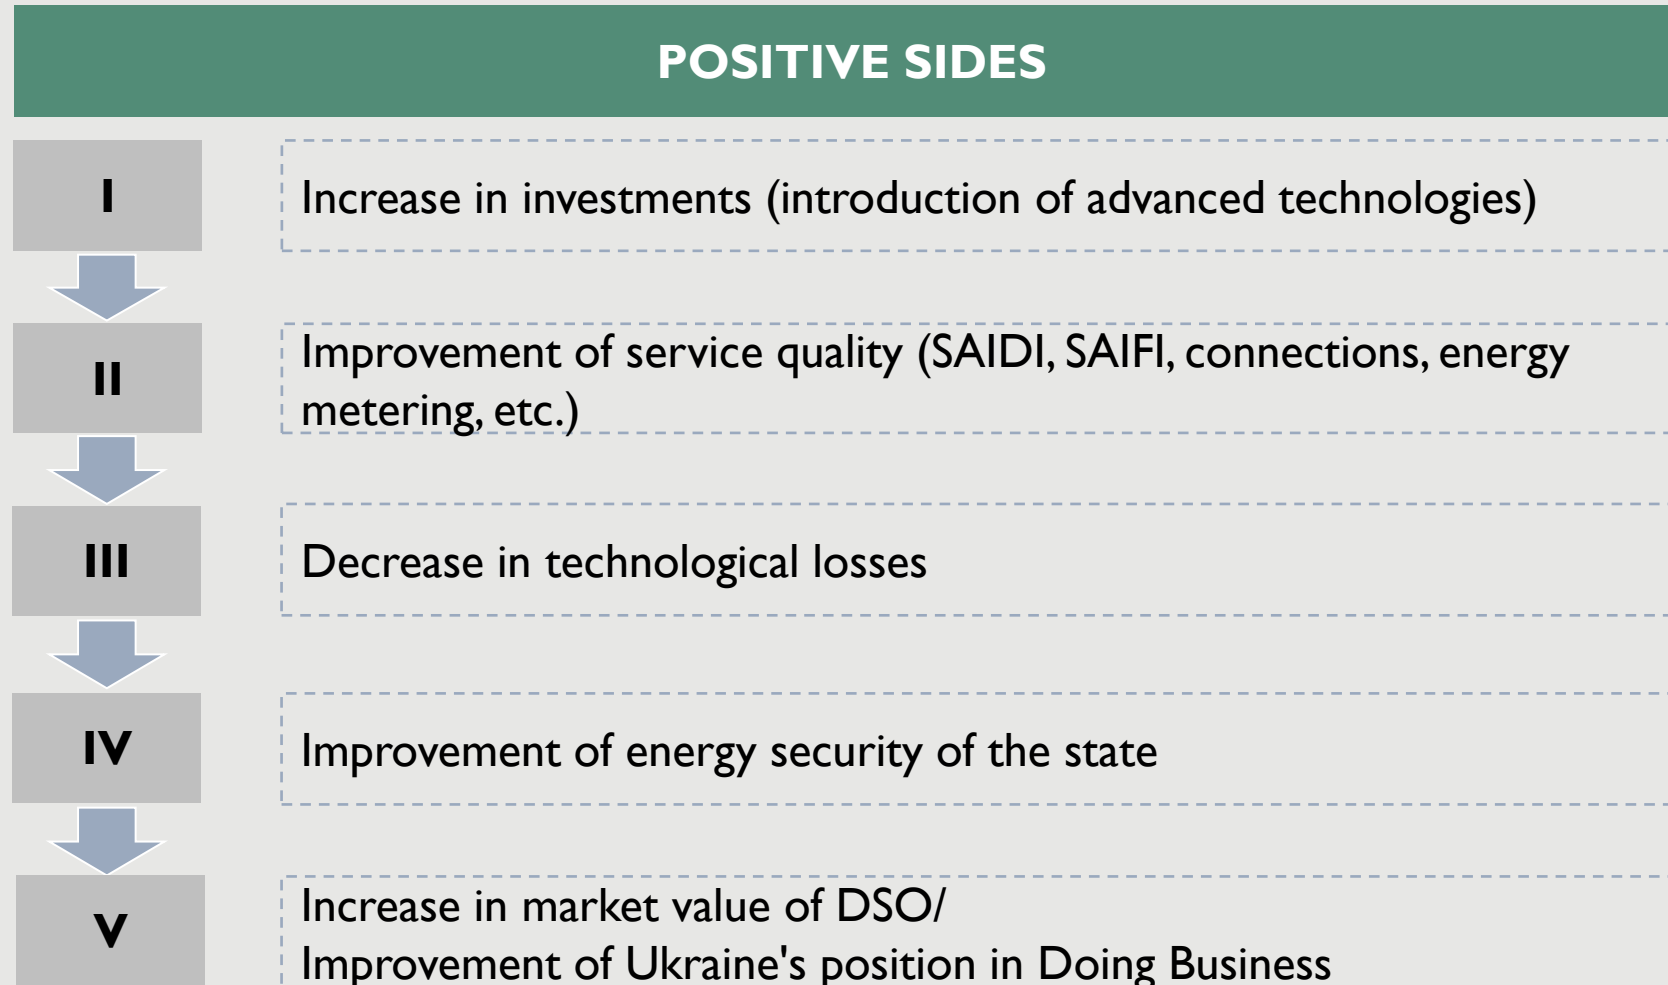 POSITIVE SIDES
I
Increase in investments (introduction of advanced technologies)
II
Improvement of service quality (SAIDI, SAIFI, connections, energy
metering, etc.)
III
Decrease in technological losses
IV
Improvement of energy security of the state
V
Increase in market value of DSO/
Improvement of Ukraine's position in Doing Business